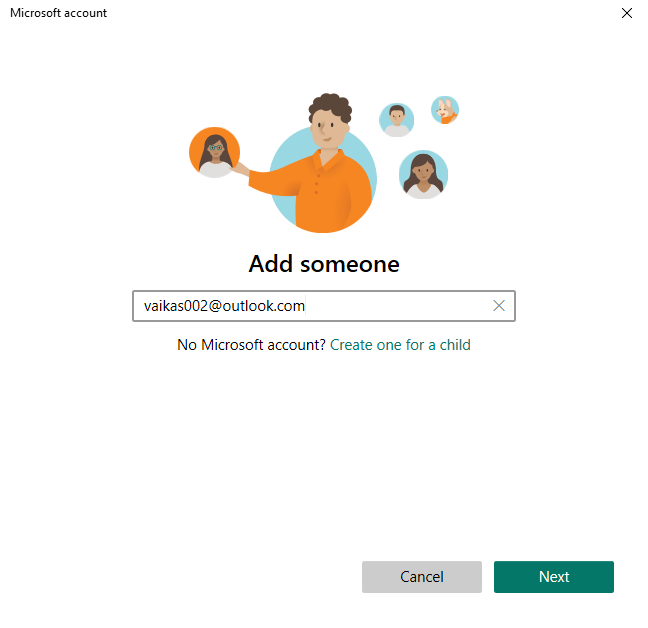 Microsoft account
Add someone
vaikas002@outlook.com
No Microsoft account? Create one for a child
Cancel
Next